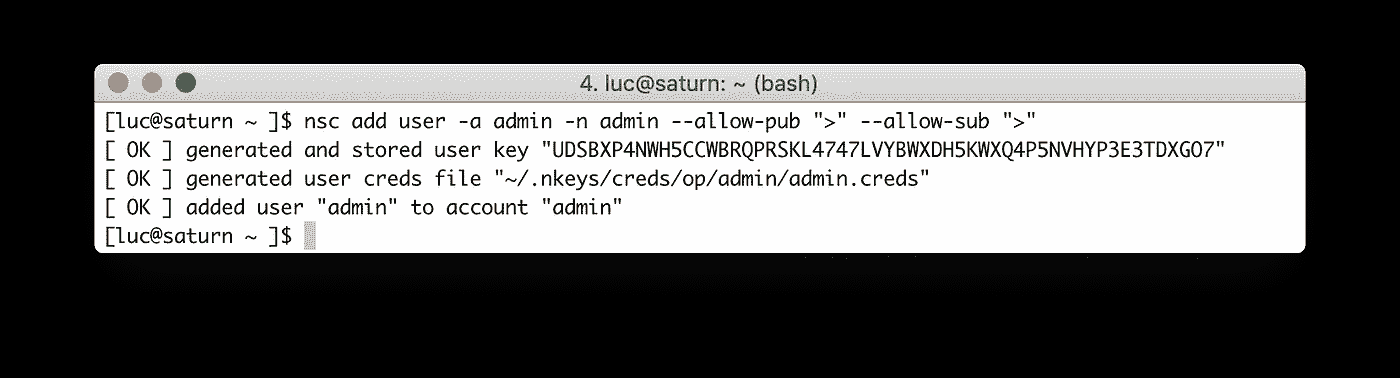 4. luc@saturn: ~ (bash)
[luc@saturn ~ ]$ nsc add user -a admin -n admin --allow-pub ">" --allow-sub ">"
[ OK ] generated and stored user key "UDSBXP4NWH5CCWBRQPRSKL4747LVYBWXDH5KWXQ4P5NVHYP3E3TDXGO7"
[ OK ] generated user creds file "~/.nkeys/creds/op/admin/admin.creds"
[ OK ] added user "admin" to account "admin"
[luc@saturn ~ ]$